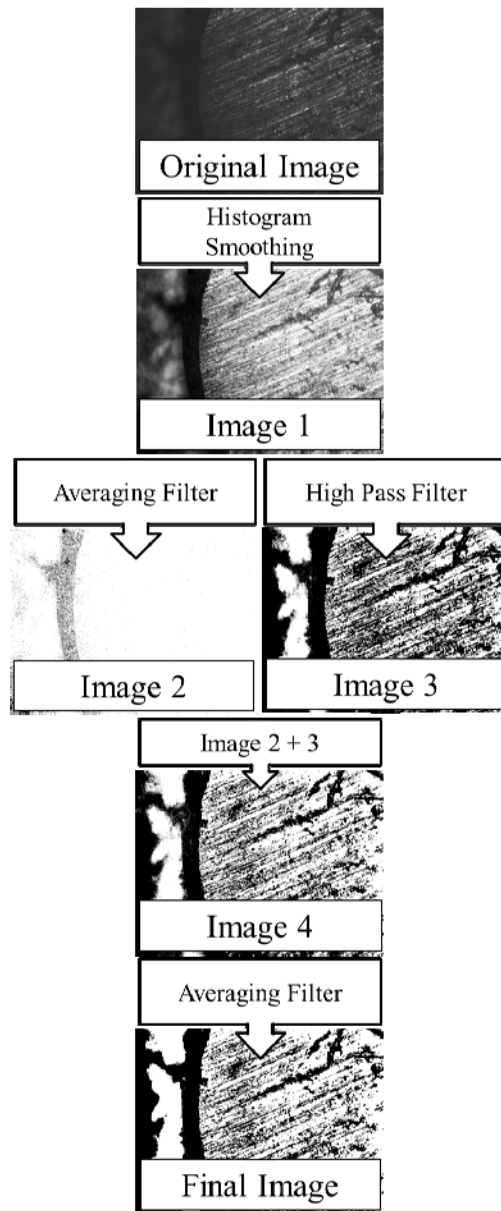 Original Image
Histogram
Smoothing
Image 1
Averaging Filter
High Pass Filter
Image 2
Image 3
Image 2 + 3
Image 4
Averaging Filter
Final Image